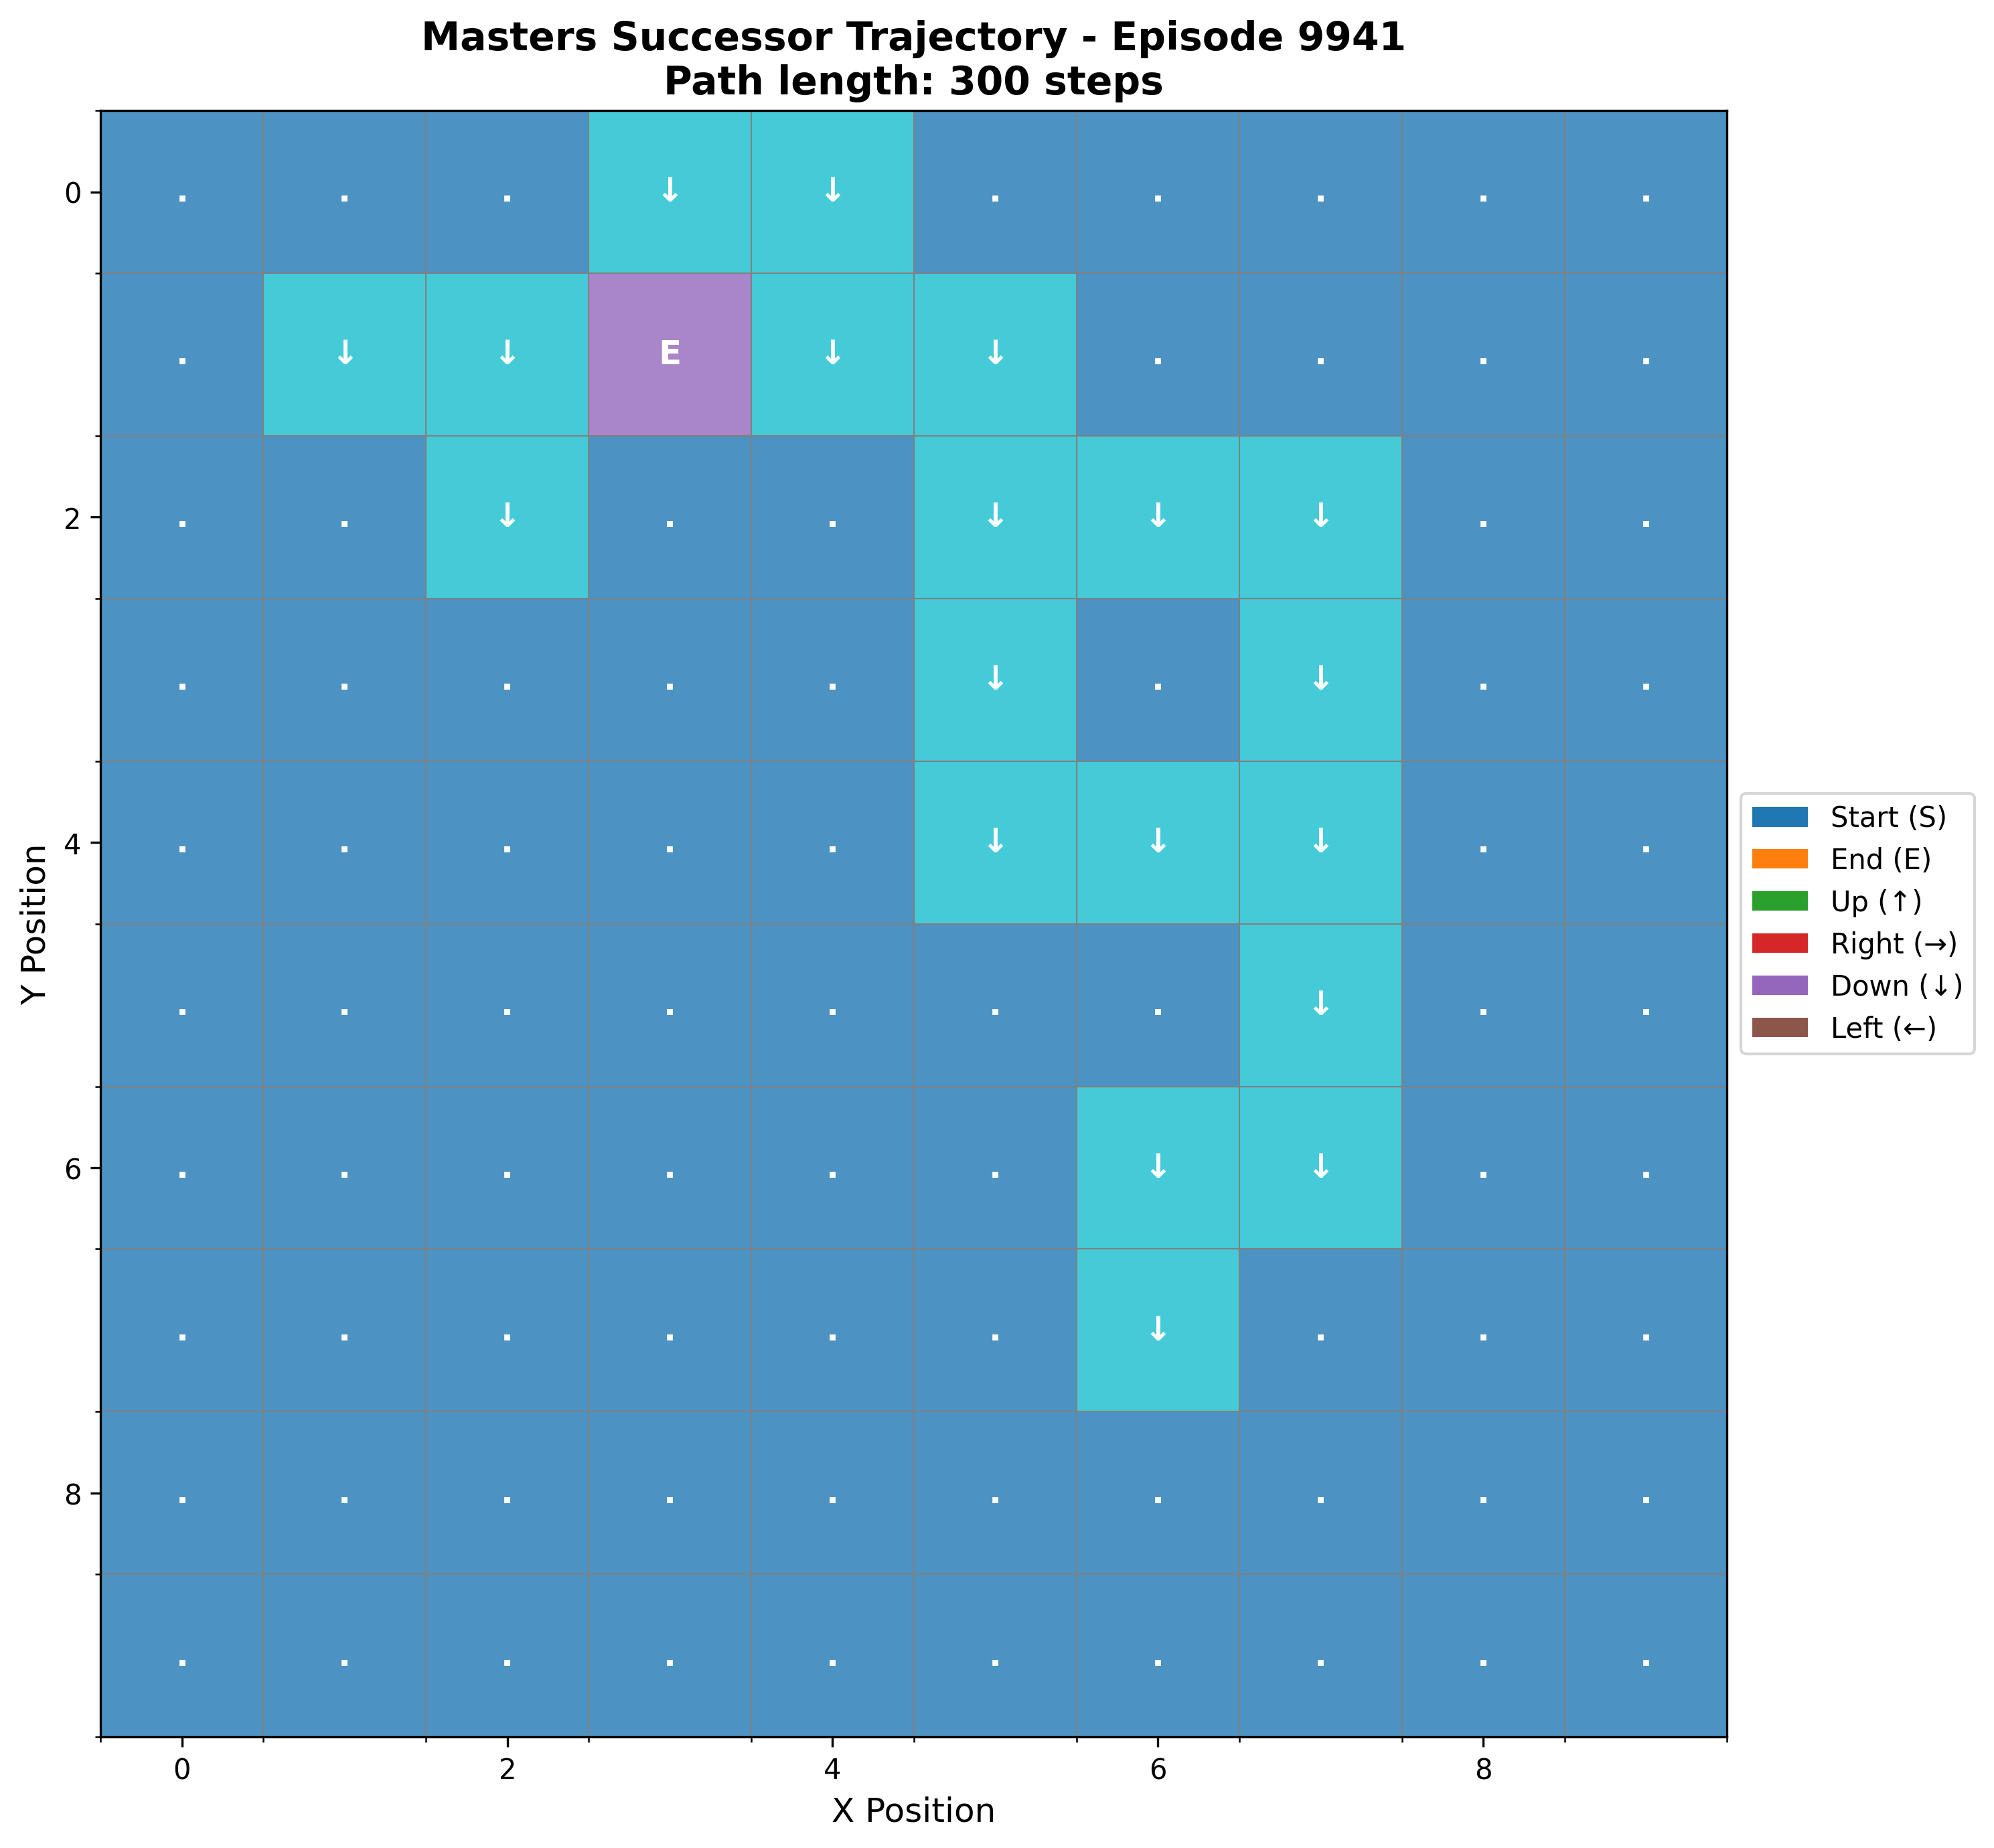 Masters Successor Trajectory - Episode 9941
Path length: 300 steps
0 . . . ↓ ↓ . . . . .
. ↓ ↓ E ↓ ↓ . . . .
2 . . ↓ . . ↓ ↓ ↓ . .
. . . . . ↓ . ↓ . .
4 . . . . . ↓ ↓ ↓ . .
. . . . . . . ↓ . .
6 . . . . . . ↓ ↓ . .
. . . . . . ↓ . . .
8 . . . . . . . . . .
. . . . . . . . . .
0 2 4 6 8
X Position
Y Position
Start (S)
End (E)
Up (↑)
Right (→)
Down (↓)
Left (←)